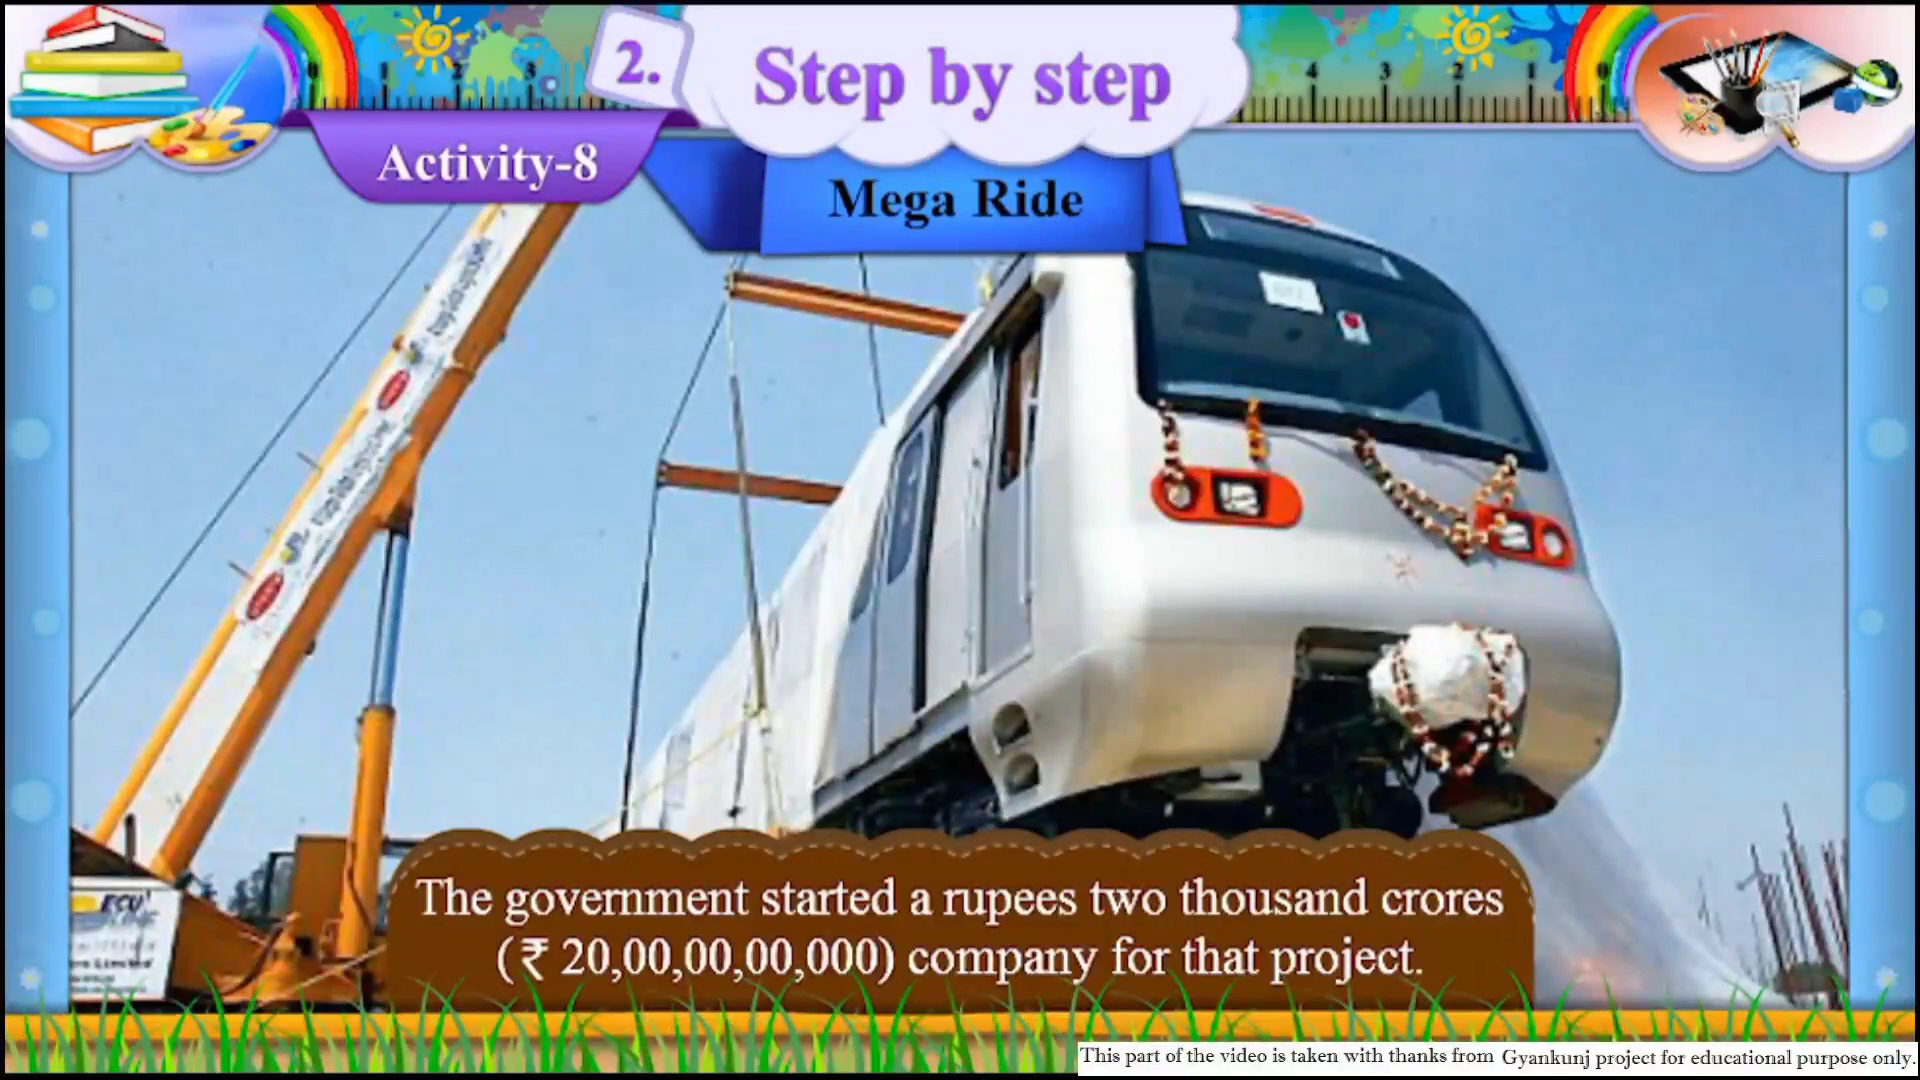 2.
Step by step
Activity-8
Mega Ride
ECU
The government started a rupees two thousand crores
(₹ 20,00,00,00,000) company for that project.
This part of the video is taken with thanks from Gyankunj project for educational purpose only.